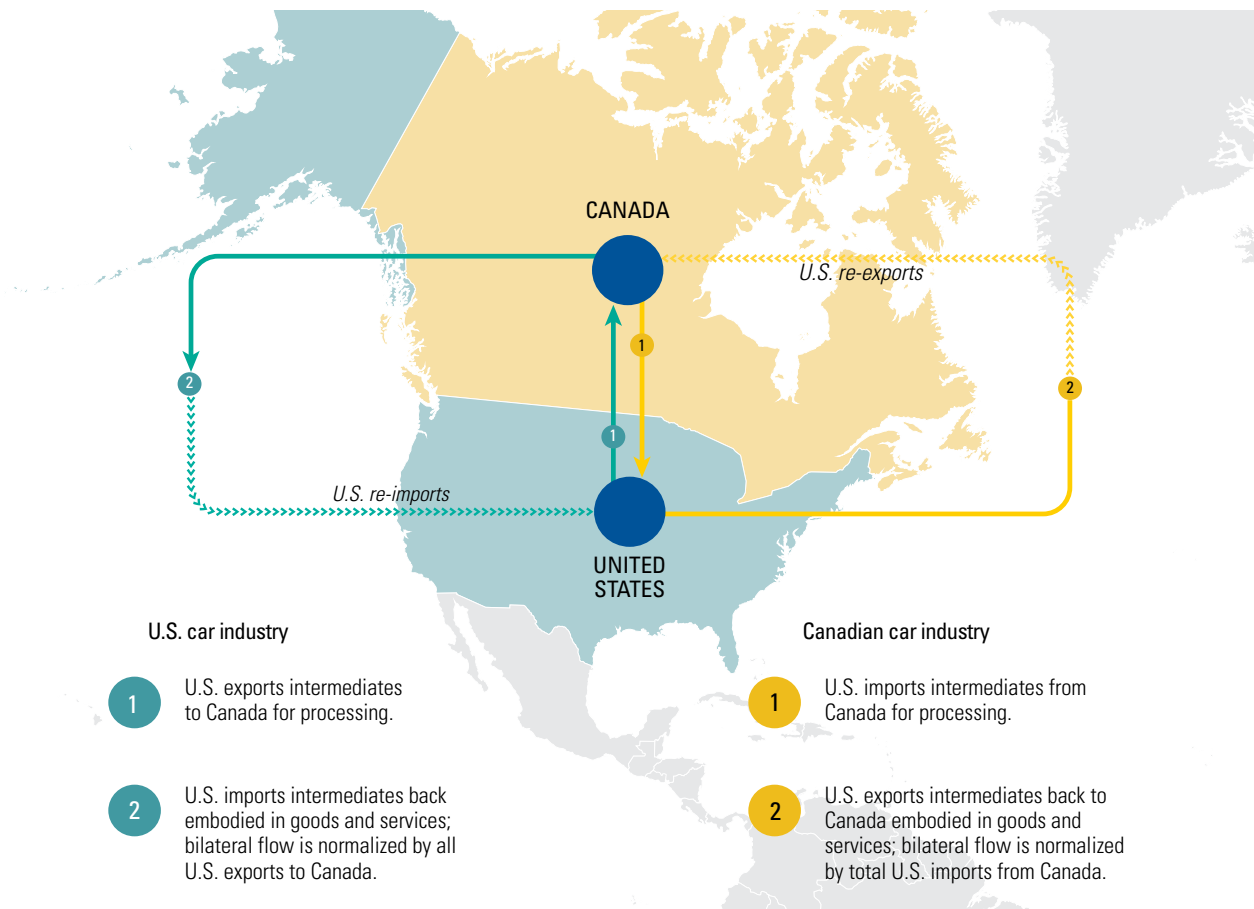 CANADA
U.S. re-exports
1
2
2
1
U.S. re-imports
UNITED
STATES
U.S. car industry
1
U.S. exports intermediates
to Canada for processing.
2
U.S. imports intermediates back
embodied in goods and services;
bilateral flow is normalized by all
U.S. exports to Canada.
Canadian car industry
1
U.S. imports intermediates from
Canada for processing.
2
U.S. exports intermediates back to
Canada embodied in goods and
services; bilateral flow is normalized
by total U.S. imports from Canada.